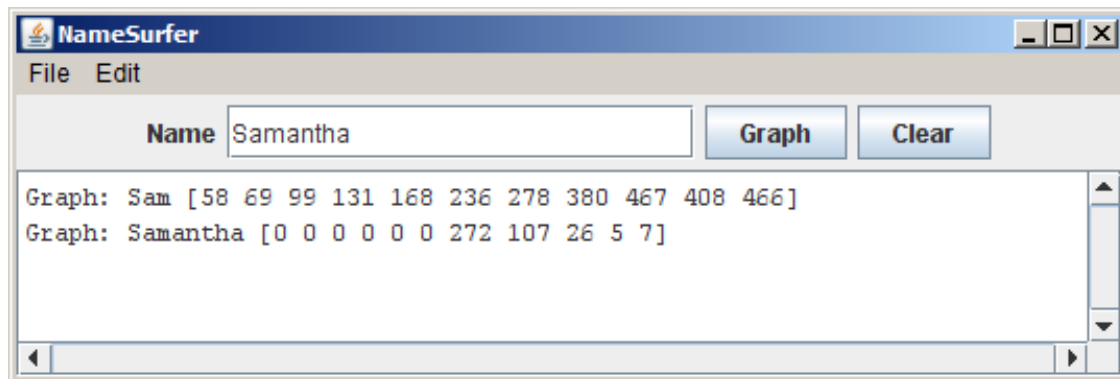 NameSurfer
File Edit
Name Samantha Graph Clear
Graph: Sam [58 69 99 131 168 236 278 380 467 408 466]
Graph: Samantha [0 0 0 0 0 0 272 107 26 5 7]